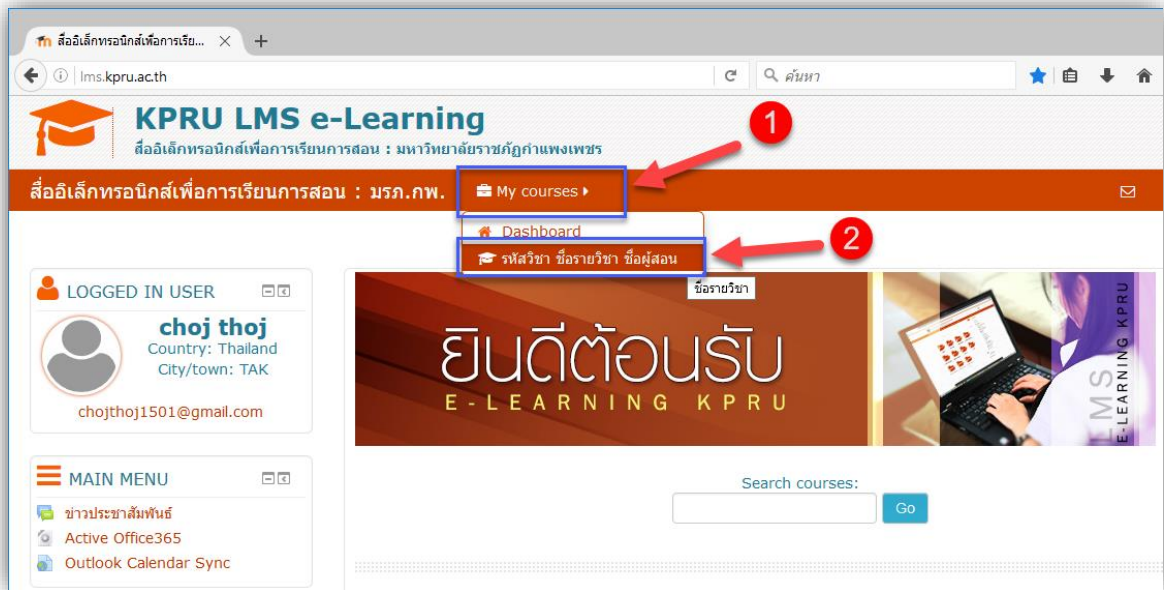 สื่ออิเล็กทรอนิกส์เพื่อการเรีย...
lms.kpru.ac.th
ค้นหา
KPRU LMS e-Learning
สื่ออิเล็กทรอนิกส์เพื่อการเรียนการสอน : มหาวิทยาลัยราชภัฏกำแพงเพชร
1
สื่ออิเล็กทรอนิกส์เพื่อการเรียนการสอน : มรภ.กพ.
My courses
Dashboard
2
รหัสวิชา ชื่อรายวิชา ชื่อผู้สอน
ชื่อรายวิชา
LOGGED IN USER
choj thoj
Country: Thailand
City/town: TAK
chojthoj1501@gmail.com
ยินดีต้อนรับ
E-LEARNING KPRU
LMS
E-LEARNING KPRU
MAIN MENU
ข่าวประชาสัมพันธ์
Active Office365
Outlook Calendar Sync
Search courses:
Go